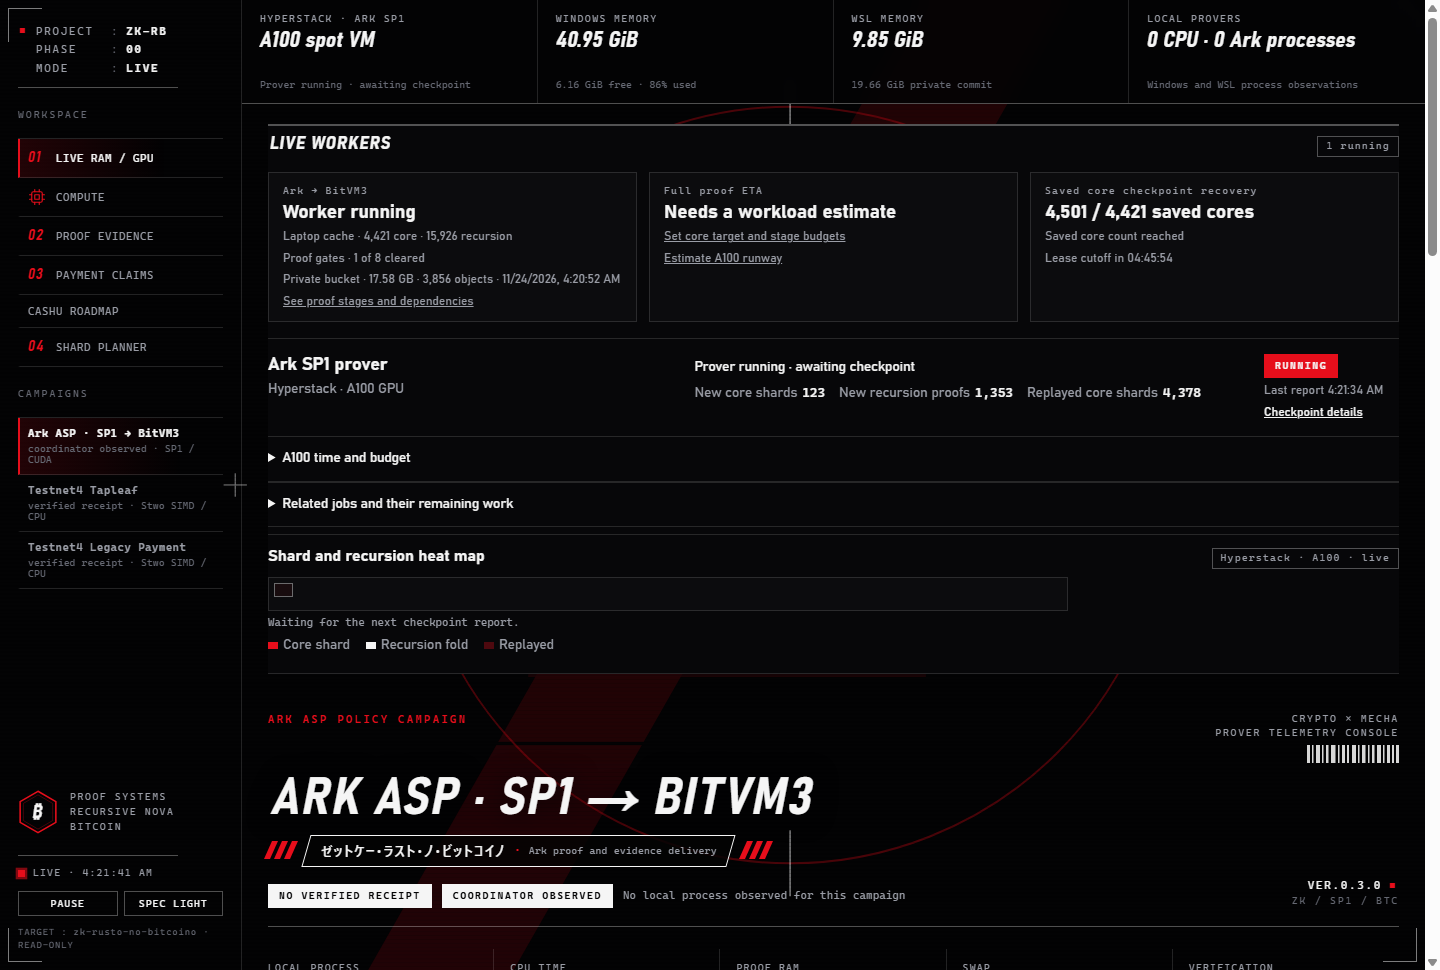 PROJECT : ZK-RB
PHASE : 00
MODE : LIVE
WORKSPACE
01 LIVE RAM / GPU
COMPUTE
02 PROOF EVIDENCE
03 PAYMENT CLAIMS
CASHU ROADMAP
04 SHARD PLANNER
CAMPAIGNS
Ark ASP · SP1 → BitVM3
coordinator observed · SP1 /
CUDA
Testnet4 Tapleaf
verified receipt · Stwo SIMD /
CPU
Testnet4 Legacy Payment
verified receipt · Stwo SIMD /
CPU
PROOF SYSTEMS
RECURSIVE NOVA
BITCOIN
LIVE · 4:21:41 AM
PAUSE
SPEC LIGHT
TARGET : zk-rusto-no-bitcoino ·
READ-ONLY
HYPERSTACK · ARK SP1
A100 spot VM
Prover running · awaiting checkpoint
WINDOWS MEMORY
40.95 GiB
6.16 GiB free · 86% used
WSL MEMORY
9.85 GiB
19.66 GiB private commit
LOCAL PROVERS
0 CPU · 0 Ark processes
Windows and WSL process observations
LIVE WORKERS
1 running
Ark → BitVM3
Worker running
Laptop cache · 4,421 core · 15,926 recursion
Proof gates · 1 of 8 cleared
Private bucket · 17.58 GB · 3,856 objects · 11/24/2026, 4:20:52 AM
See proof stages and dependencies
Full proof ETA
Needs a workload estimate
Set core target and stage budgets
Estimate A100 runway
Saved core checkpoint recovery
4,501 / 4,421 saved cores
Saved core count reached
Lease cutoff in 04:45:54
Ark SP1 prover
Hyperstack · A100 GPU
Prover running · awaiting checkpoint
New core shards 123 New recursion proofs 1,353 Replayed core shards 4,378
RUNNING
Last report 4:21:34 AM
Checkpoint details
A100 time and budget
Related jobs and their remaining work
Shard and recursion heat map
Hyperstack · A100 · live
Waiting for the next checkpoint report.
Core shard Recursion fold Replayed
ARK ASP POLICY CAMPAIGN
CRYPTO × MECHA
PROVER TELEMETRY CONSOLE
ARK ASP · SP1 → BITVM3
ゼットケー・ラスト・ノ・ビットコイノ · Ark proof and evidence delivery
NO VERIFIED RECEIPT
COORDINATOR OBSERVED
No local process observed for this campaign
VER.0.3.0
ZK / SP1 / BTC
LOCAL PROCESS
CPU TIME
PROOF RAM
SWAP
VERIFICATION